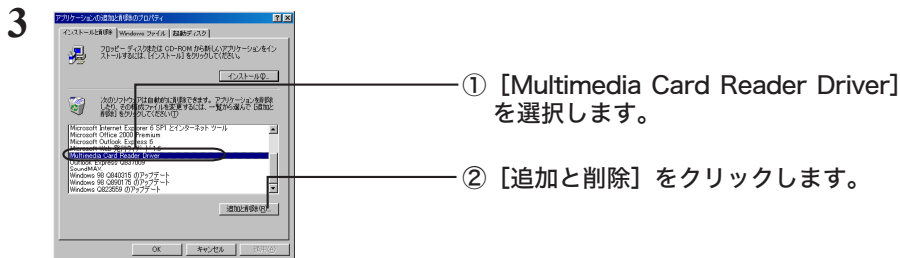 3
アプリケーションの追加と削除のプロパティ
インストールと削除
Windows ファイル
起動ディスク
フロッピー ディスクまたは CD-ROM から新しいアプリケーションをイン
ストールするには、[インストール] をクリックしてください。
インストール(I)...
次のソフトウェアは自動的に削除できます。アプリケーションを削除
したり、その構成ファイルを変更するには、一覧から選んで [追加と
削除] をクリックしてください(T)
Microsoft Internet Explorer 6 SP1 とインターネット ツール
Microsoft Office 2000 Premium
Microsoft Outlook Express 6
Microsoft Web 発行ウィザード 1.6
Multimedia Card Reader Driver
Outlook Express Q837009
SoundMAX
Windows 98 Q840315 のアップデート
Windows 98 Q890175 のアップデート
Windows Q823559 のアップデート
追加と削除(R)...
OK
キャンセル
適用(A)
① [Multimedia Card Reader Driver]
を選択します。
② [追加と削除] をクリックします。